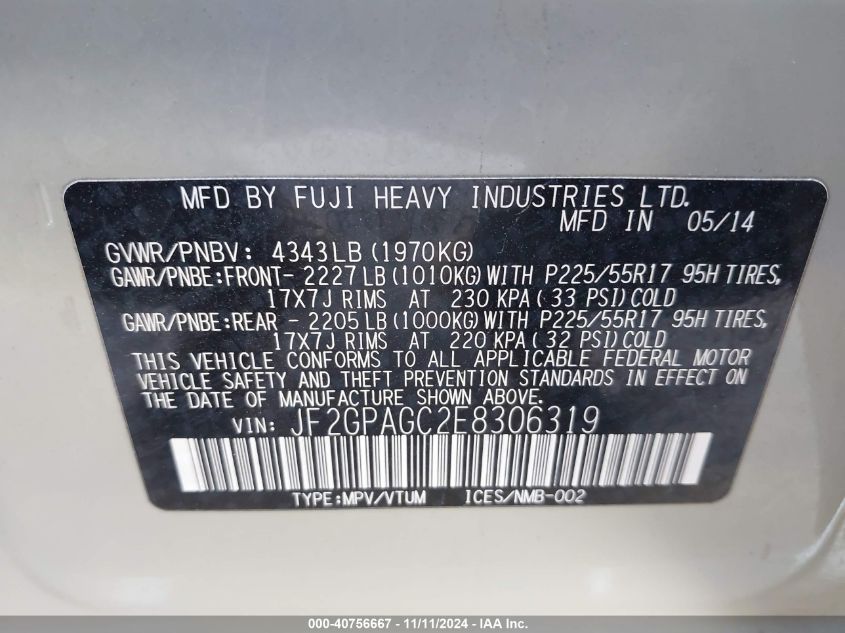 MFD BY FUJI HEAVY INDUSTRIES LTD.
MFD IN 05/14
GVWR/PNBV: 4343LB (1970KG)
GAWR/PNBE:FRONT- 2227LB(1010KG)WITH P225/55R17 95H TIRES,
17X7J RIMS AT 230 KPA( 33 PSI)COLD
GAWR/PNBE:REAR - 2205LB(1000KG)WITH P225/55R17 95H TIRES,
17X7J RIMS AT 220 KPA( 32 PSI)COLD
THIS VEHICLE CONFORMS TO ALL APPLICABLE FEDERAL MOTOR
VEHICLE SAFETY AND THEFT PREVENTION STANDARDS IN EFFECT ON
THE DATE OF MANUFACTURE SHOWN ABOVE.
VIN: JF2GPAGC2E8306319
TYPE:MPV/VTUM ICES/NMB-002
000-40756667 - 11/11/2024 - IAA Inc.